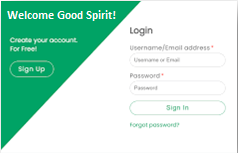 Welcome Good Spirit!
Create your account.
For Free!
Sign Up
Login
Username/Email address *
Username or Email
Password *
Password
Sign In
Forgot password?